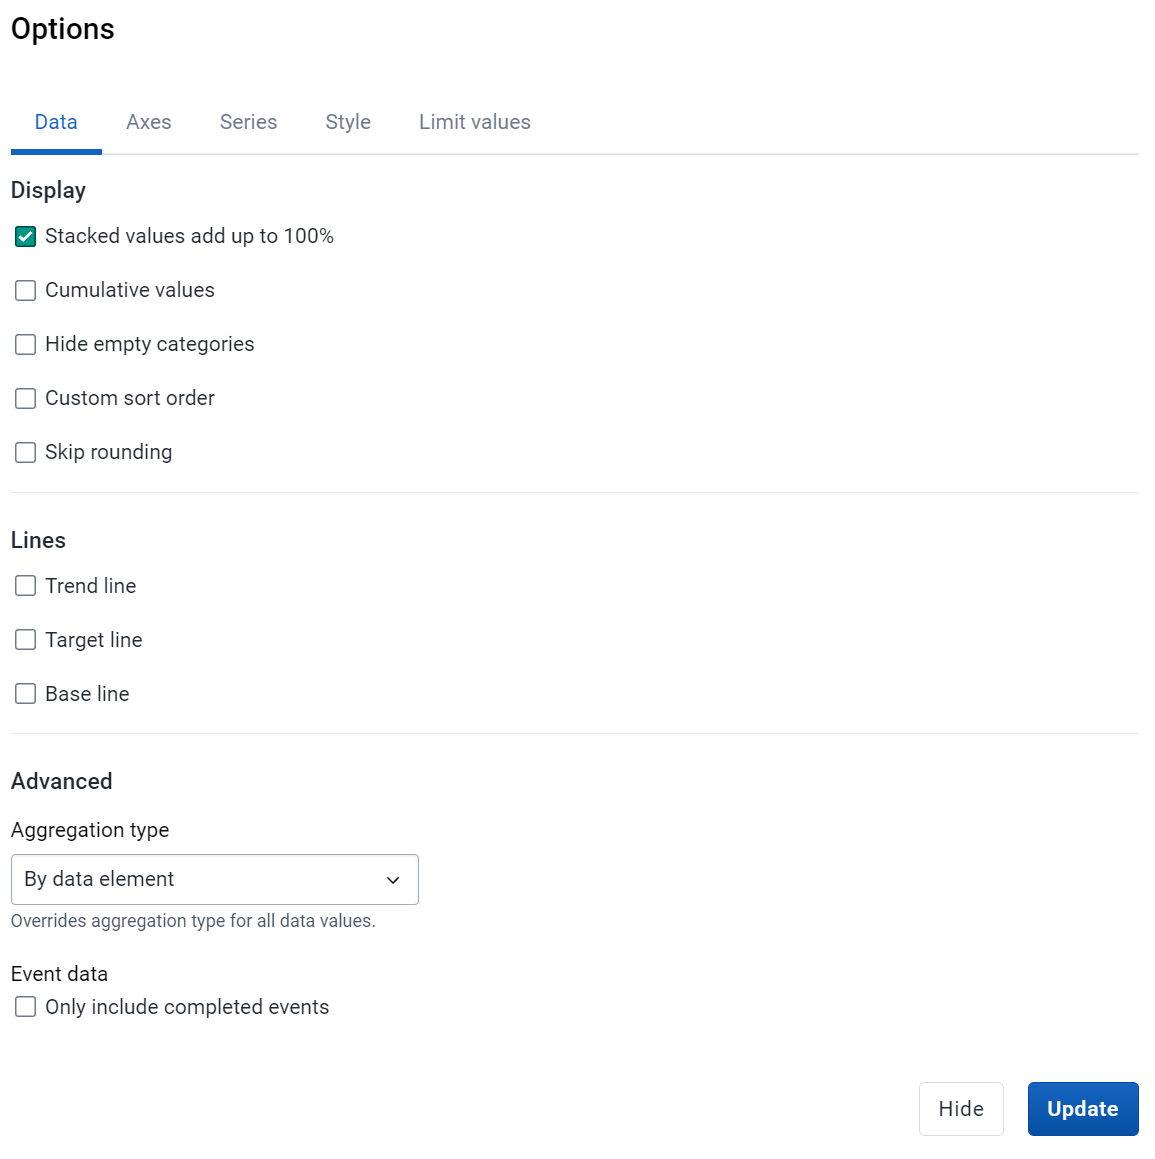 Options
Data Axes Series Style Limit values
Display
Stacked values add up to 100%
Cumulative values
Hide empty categories
Custom sort order
Skip rounding
Lines
Trend line
Target line
Base line
Advanced
Aggregation type
By data element
Overrides aggregation type for all data values.
Event data
Only include completed events
Hide Update